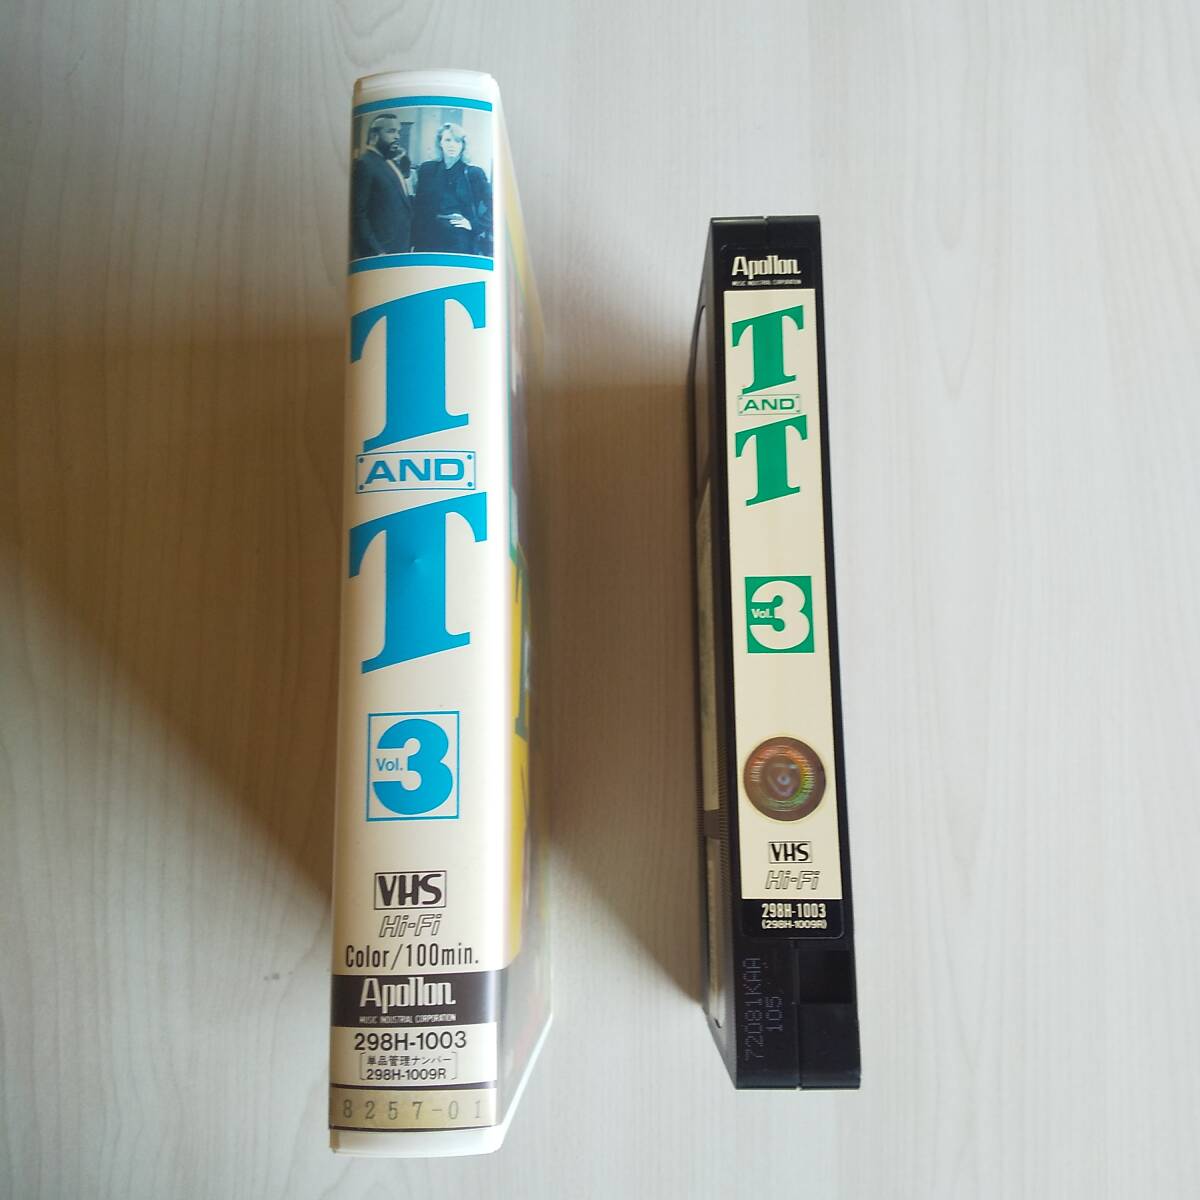 T
AND
T
Vol. 3
VHS
Hi-Fi
Color/100min.
Apollon
MUSIC INDUSTRIAL CORPORATION
298H-1003
単品管理ナンバー
298H-1009R
8257-01
Apollon
MUSIC INDUSTRIAL CORPORATION
T
AND
T
Vol. 3
VHS
Hi-Fi
298H-1003
(298H-1009R)
72081KAA
105